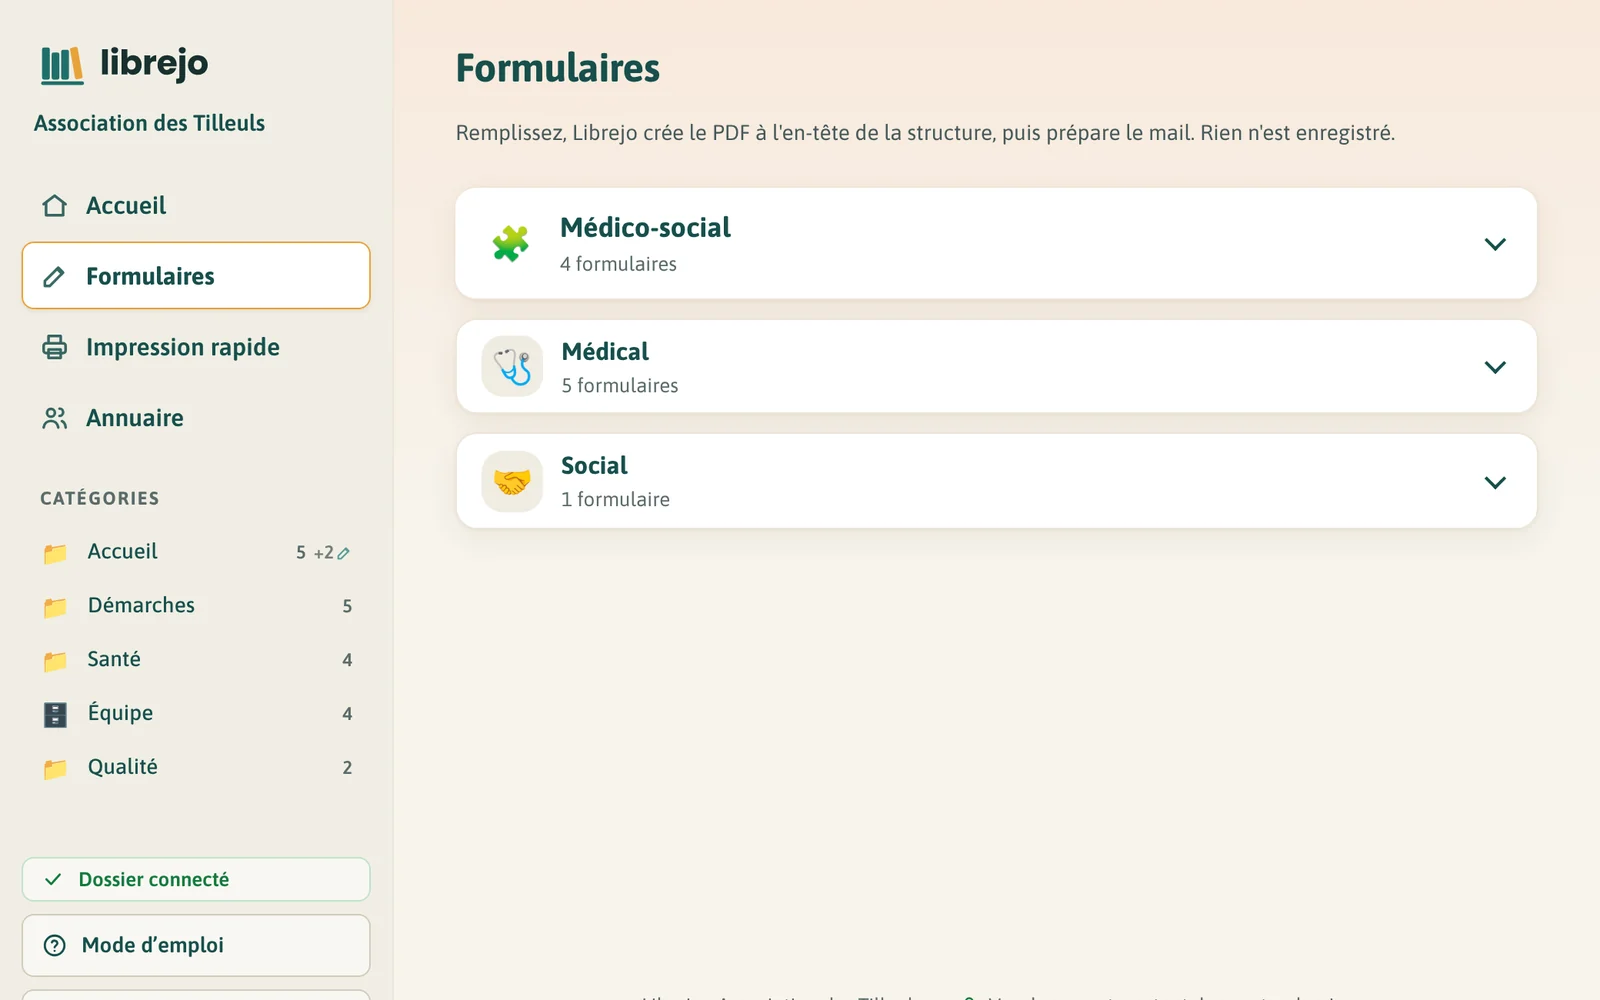 librejo
Association des Tilleuls
Accueil
Formulaires
Impression rapide
Annuaire
CATÉGORIES
Accueil 5 +2
Démarches 5
Santé 4
Équipe 4
Qualité 2
Dossier connecté
Mode d’emploi
Formulaires
Remplissez, Librejo crée le PDF à l'en-tête de la structure, puis prépare le mail. Rien n'est enregistré.
Médico-social
4 formulaires
Médical
5 formulaires
Social
1 formulaire